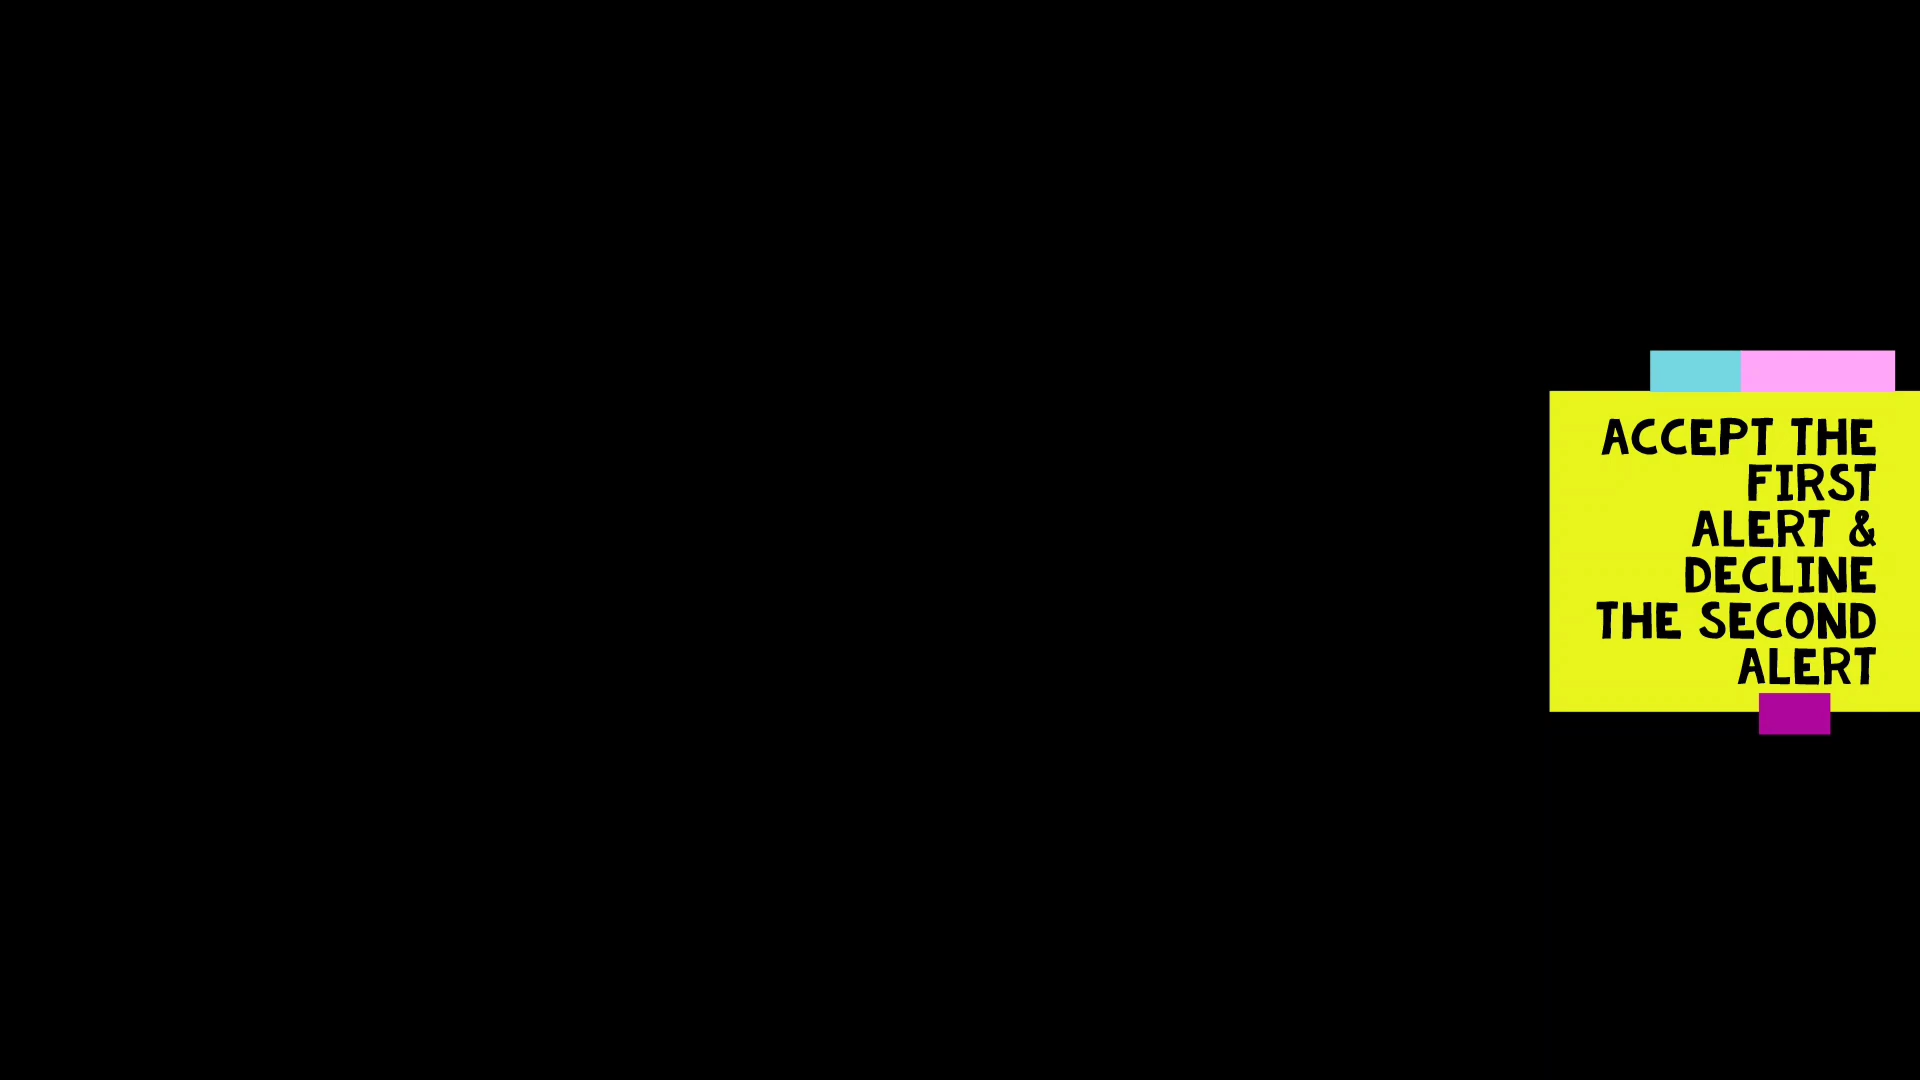 ACCEPT THE
FIRST
ALERT &
DECLINE
THE SECOND
ALERT